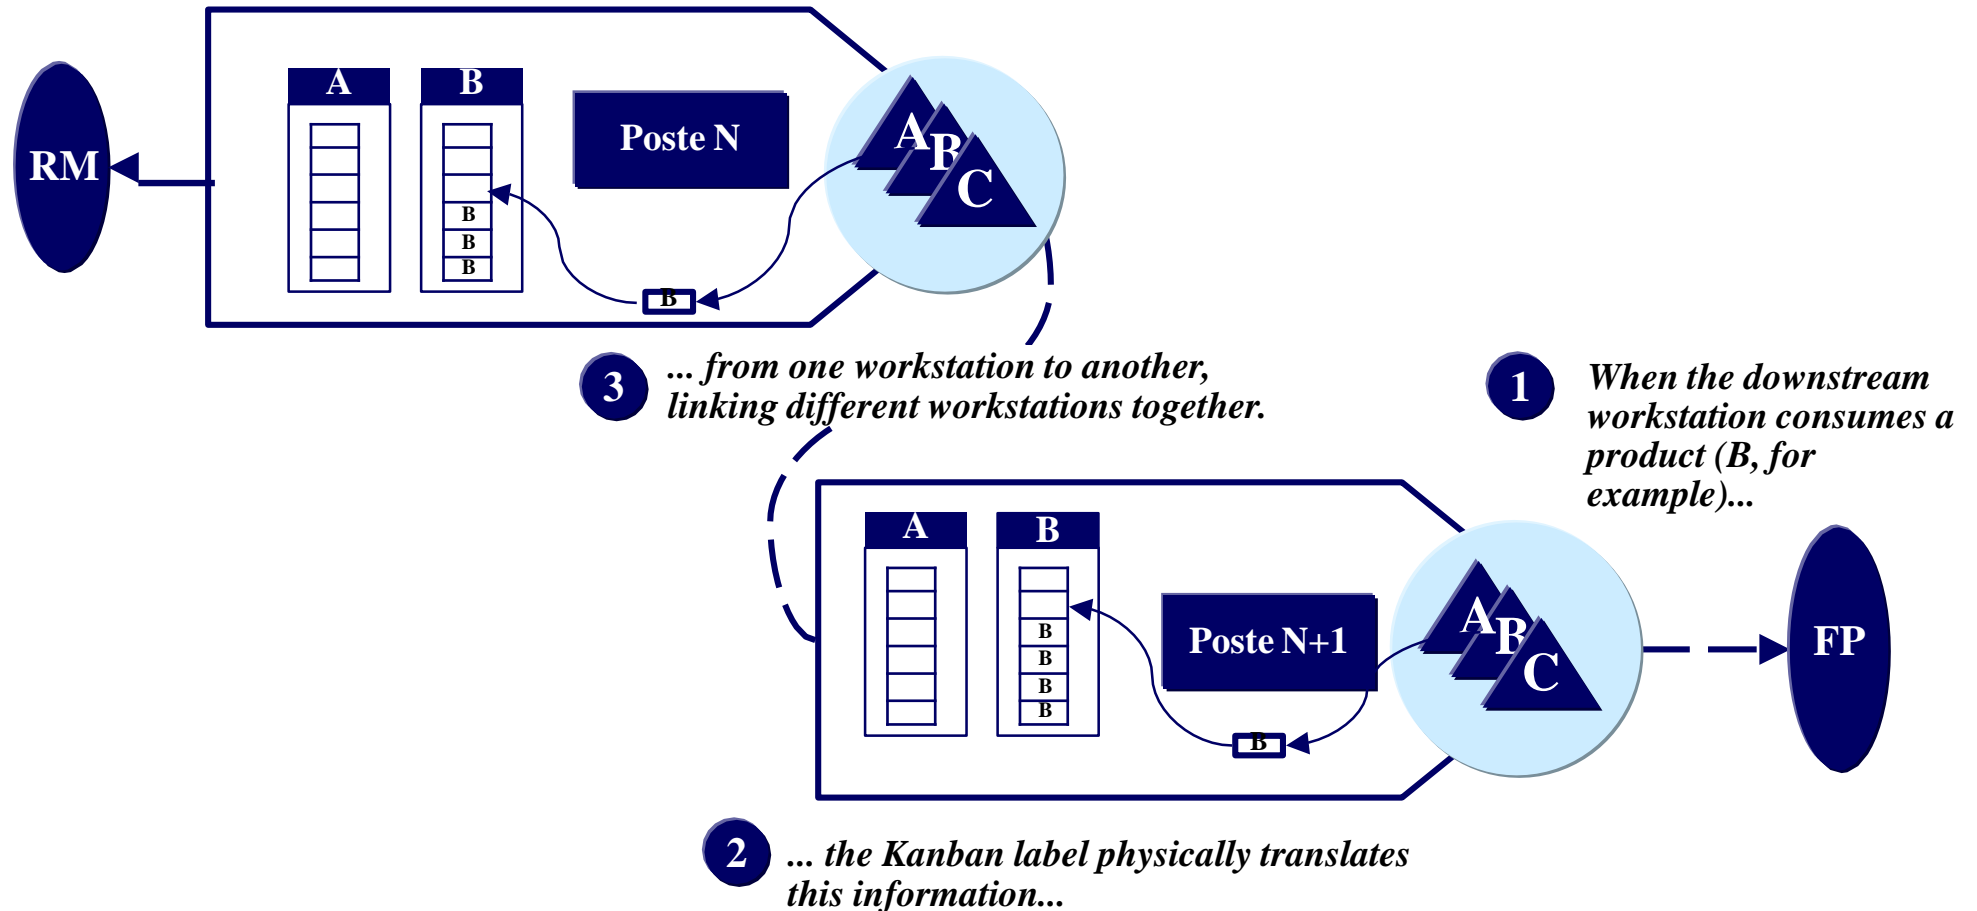 A
B
Poste N
RM
A
B
C
B
B
B
B
3
... from one workstation to another,
linking different workstations together.
1
When the downstream
workstation consumes a
product (B, for
example)...
A
B
Poste N+1
A
B
C
FP
B
B
B
B
B
2
... the Kanban label physically translates
this information...